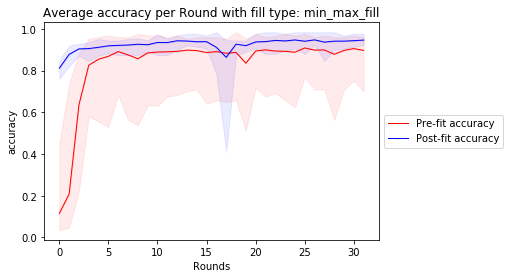 Average accuracy per Round with fill type: min_max_fill
1.0
0.8
0.6
0.4
0.2
0.0
accuracy
0
5
10
15
20
25
30
Rounds
Pre-fit accuracy
Post-fit accuracy